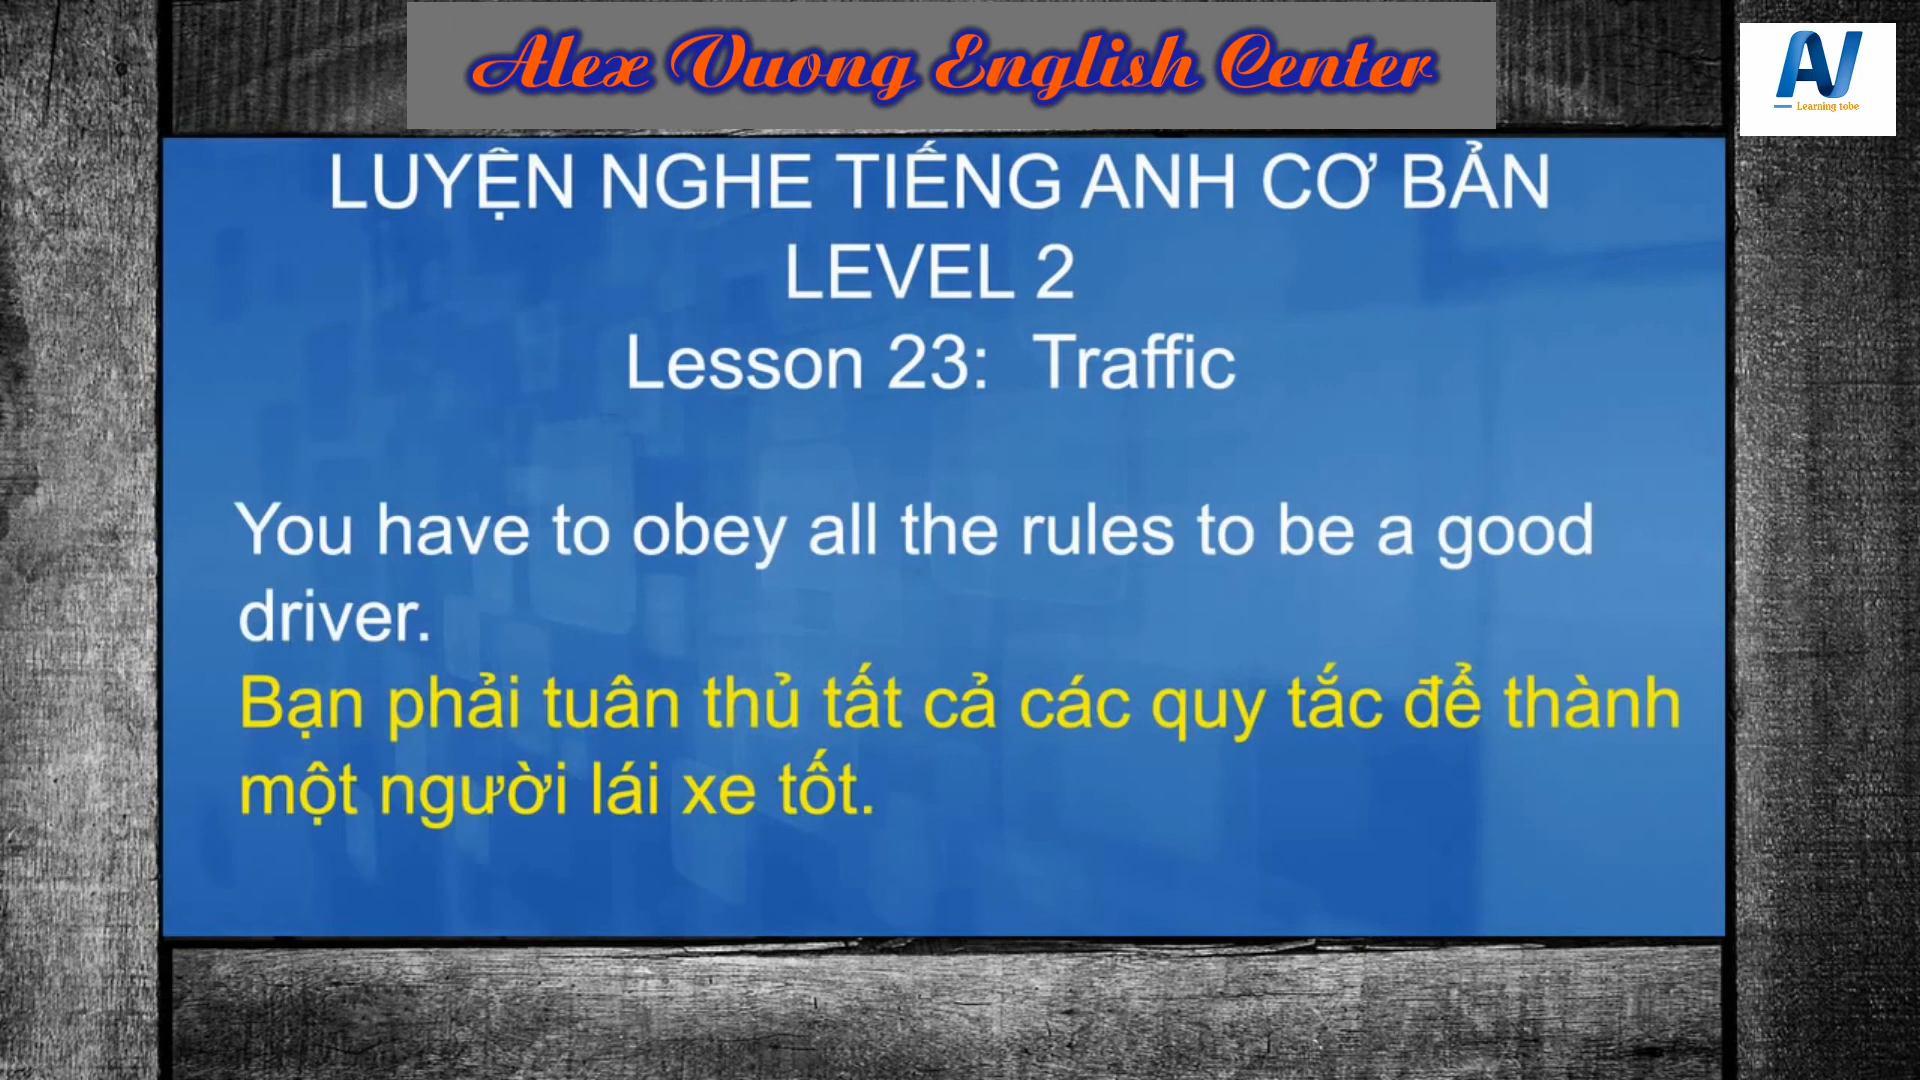 Alex Vuong English Center
AV
Learning tobe
LUYỆN NGHE TIẾNG ANH CƠ BẢN
LEVEL 2
Lesson 23: Traffic
You have to obey all the rules to be a good
driver.
Bạn phải tuân thủ tất cả các quy tắc để thành
một người lái xe tốt.